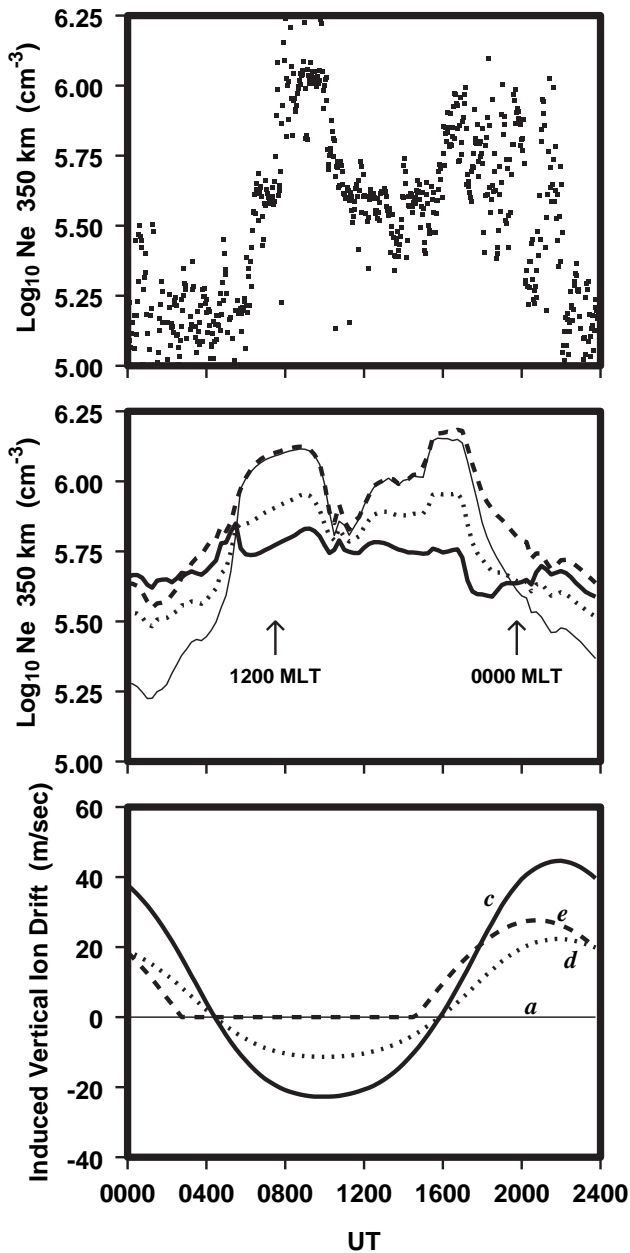 Log10 Ne 350 km (cm-3)
6.25
6.00
5.75
5.50
5.25
5.00
Log10 Ne 350 km (cm-3)
6.25
6.00
5.75
5.50
5.25
5.00
1200 MLT
0000 MLT
Induced Vertical Ion Drift (m/sec)
60
40
20
0
-20
-40
c
e
d
a
0000 0400 0800 1200 1600 2000 2400
UT